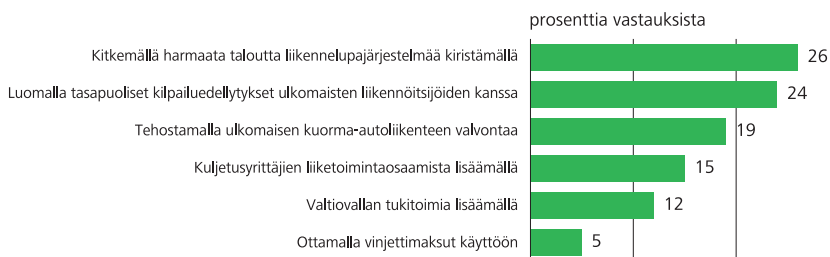 prosenttia vastauksista
Kitkemällä harmaata taloutta liikennelupajärjestelmää kiristämällä 26
Luomalla tasapuoliset kilpailuedellytykset ulkomaisten liikennöitsijöiden kanssa 24
Tehostamalla ulkomaisen kuorma-autoliikenteen valvontaa 19
Kuljetusyrittäjien liiketoimintaosaamista lisäämällä 15
Valtiovallan tukitoimia lisäämällä 12
Ottamalla vinjettimaksut käyttöön 5